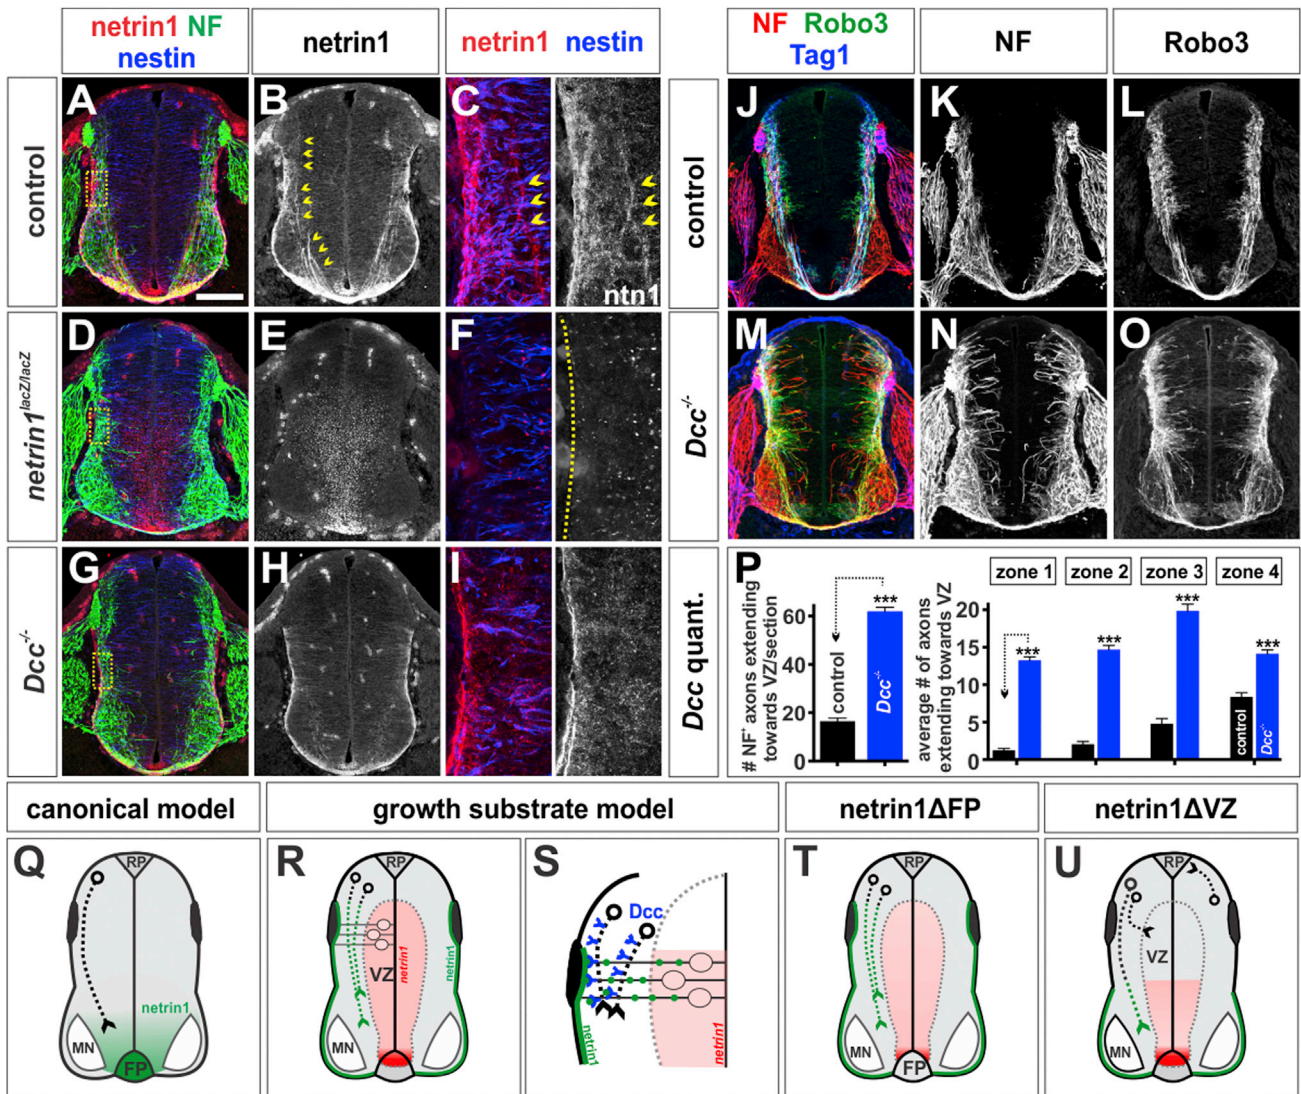 netrin1 NF
nestin
netrin1
netrin1 nestin
NF Robo3
Tag1
NF
Robo3
control
A
B
C
ntn1
control
J
K
L
netrin1lacZ/lacZ
D
E
F
Dcc-/-
M
N
O
Dcc-/-
G
H
I
Dcc quant.
P
# NF+ axons extending
towards VZ/section
60
40
20
0
control
Dcc-/-
***
average # of axons
extending towards VZ
20
15
10
5
0
zone 1
zone 2
zone 3
zone 4
***
***
***
***
control
Dcc-/-
canonical model
growth substrate model
netrin1ΔFP
netrin1ΔVZ
Q
RP
netrin1
MN
FP
R
RP
VZ
netrin1
netrin1
S
Dcc
netrin1
netrin1
T
RP
MN
FP
U
RP
VZ
MN
FP